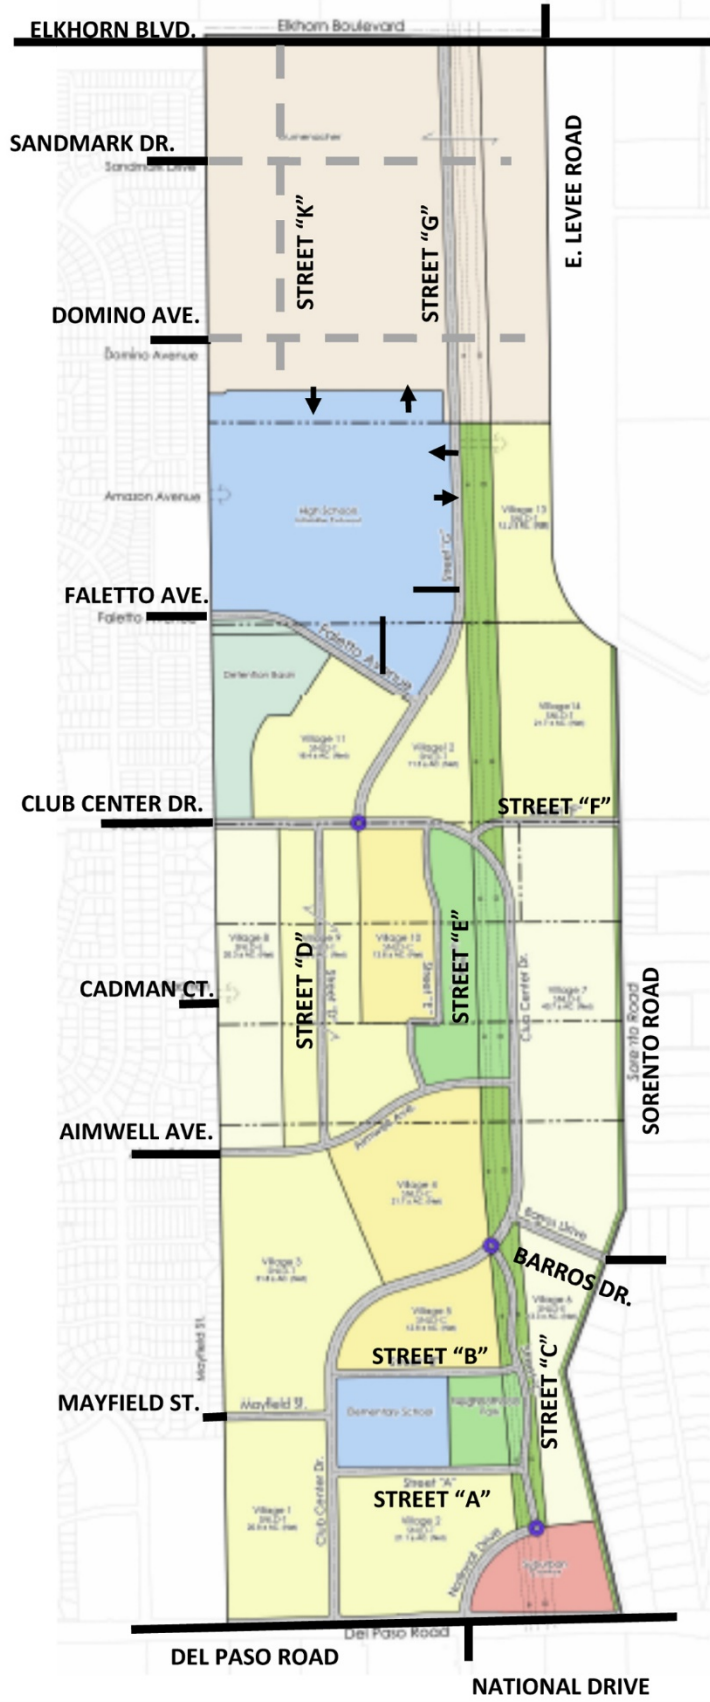 Elkhorn Boulevard
ELKHORN BLVD.
SANDMARK DR.
Sandmark Drive
E. LEVEE ROAD
STREET "K"
STREET "G"
DOMINO AVE.
Domino Avenue
Amazon Avenue
High School/
Village 13
Street "G"
FALETTO AVE.
Faletto Avenue
Faletto Avenue
Detention Basin
Village 14
Village 11
Village 12
CLUB CENTER DR.
STREET "F"
Village 8
Village 9
Village 10
STREET "D"
Street "D"
STREET "E"
Street "E"
Club Center Dr.
Village 7
CADMAN CT.
Sorento Road
SORENTO ROAD
AIMWELL AVE.
Aimwell Ave.
Village 4
Village 3
Barros Drive
BARROS DR.
Village 6
Village 5
Mayfield St.
STREET "B"
STREET "C"
MAYFIELD ST.
Mayfield St.
Elementary School
Neighborhood
Park
Club Center Dr.
Street "A"
STREET "A"
Village 1
Village 2
National Drive
Del Paso Road
DEL PASO ROAD
NATIONAL DRIVE